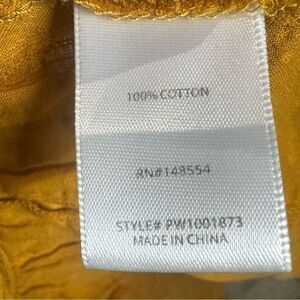 100% COTTON
RN#148554
STYLE# PW1001873
MADE IN CHINA